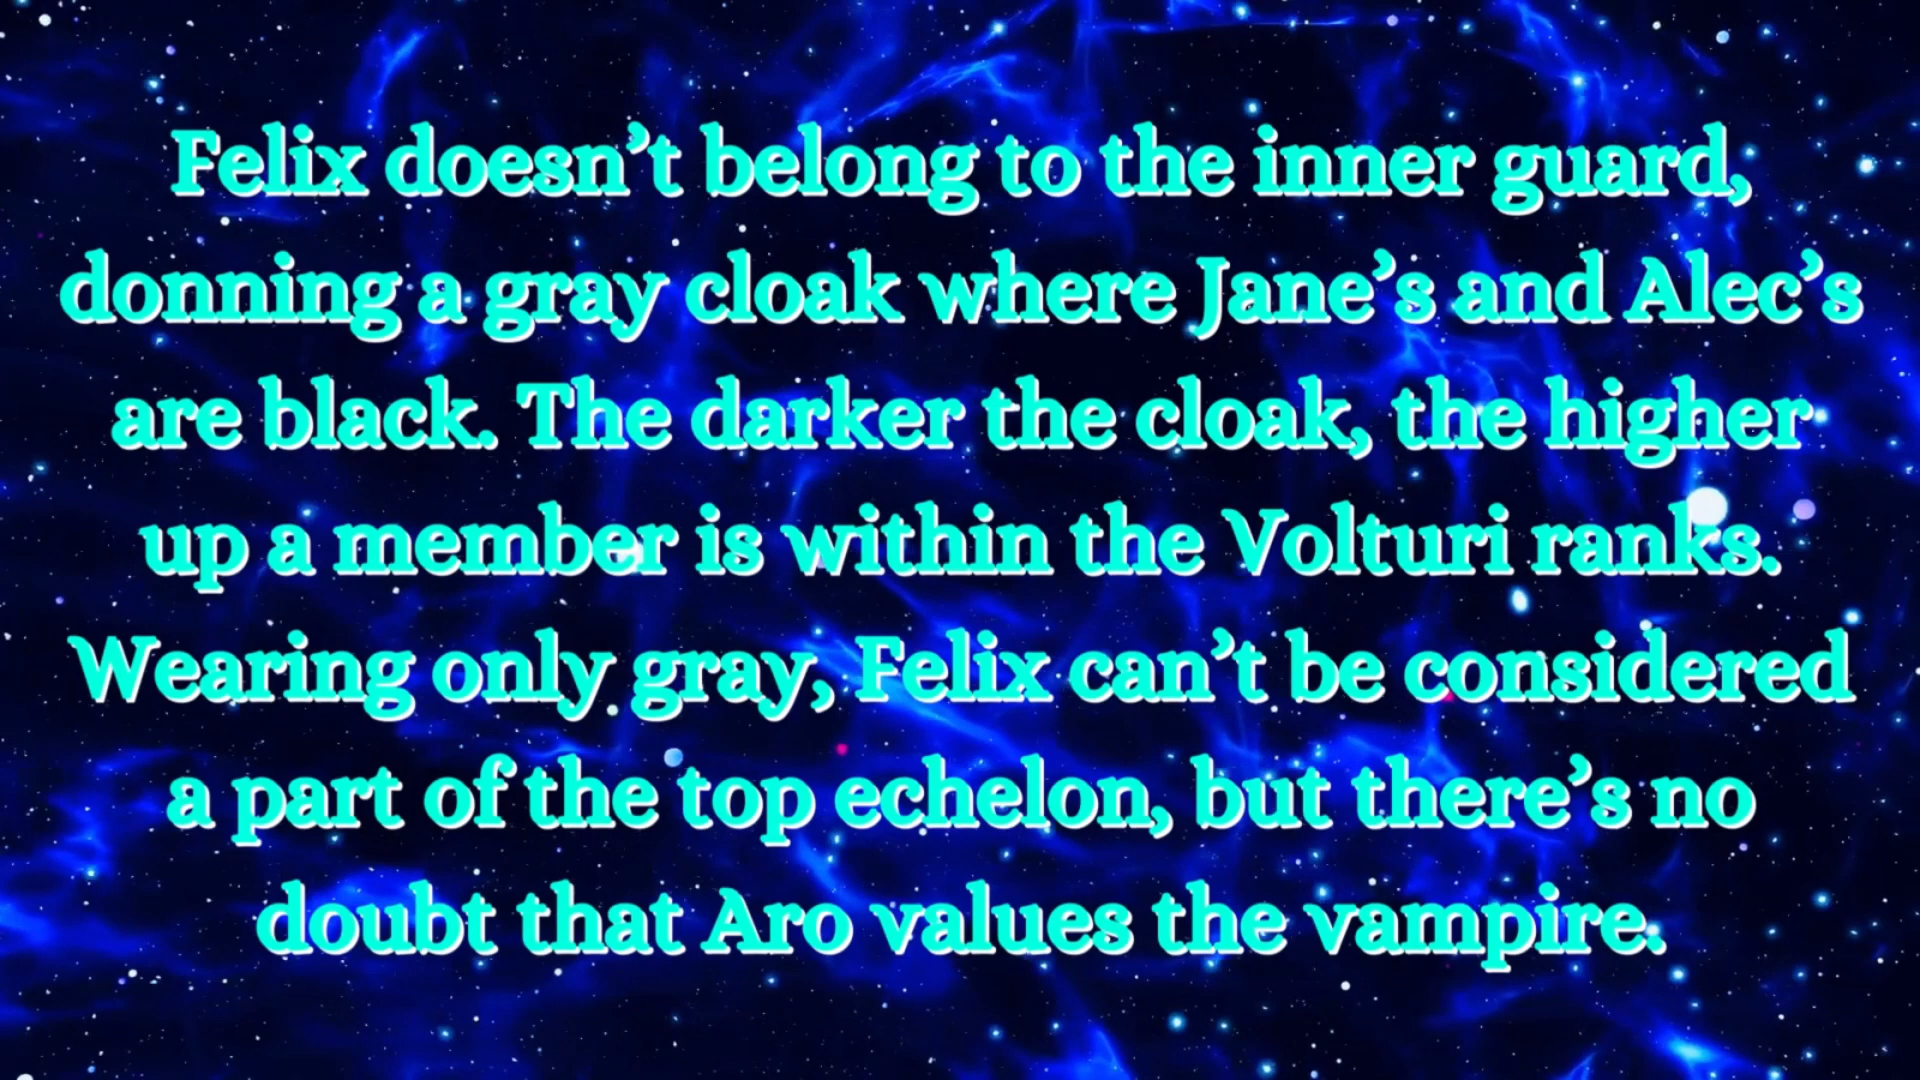 Felix doesn’t belong to the inner guard,
donning a gray cloak where Jane’s and Alec’s
are black. The darker the cloak, the higher
up a member is within the Volturi ranks.
Wearing only gray, Felix can’t be considered
a part of the top echelon, but there’s no
doubt that Aro values the vampire.